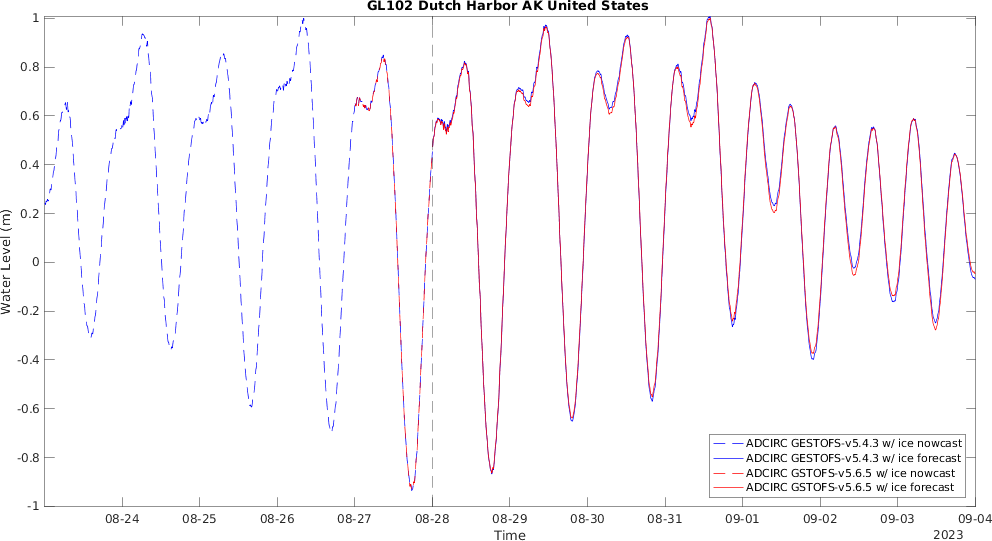 GL102 Dutch Harbor AK United States
1
0.8
0.6
0.4
0.2
0
-0.2
-0.4
-0.6
-0.8
-1
Water Level (m)
ADCIRC GESTOFS-v5.4.3 w/ ice nowcast
ADCIRC GESTOFS-v5.4.3 w/ ice forecast
ADCIRC GSTOFS-v5.6.5 w/ ice nowcast
ADCIRC GSTOFS-v5.6.5 w/ ice forecast
08-24 08-25 08-26 08-27 08-28 08-29 08-30 08-31 09-01 09-02 09-03 09-04
Time
2023